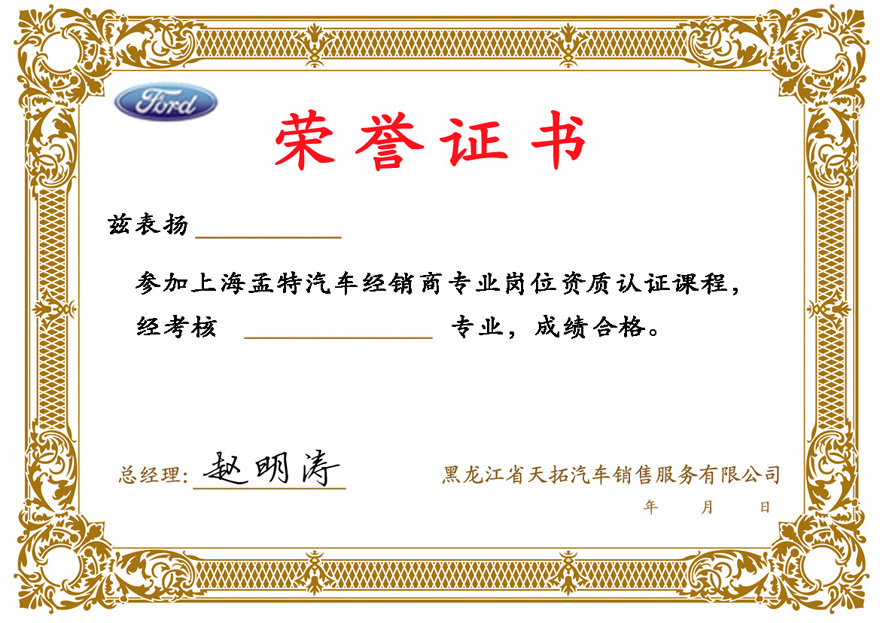 Ford
荣誉证书
兹表扬
参加上海孟特汽车经销商专业岗位资质认证课程，
经考核 专业，成绩合格。
总经理: 赵明涛
黑龙江省天拓汽车销售服务有限公司
年 月 日